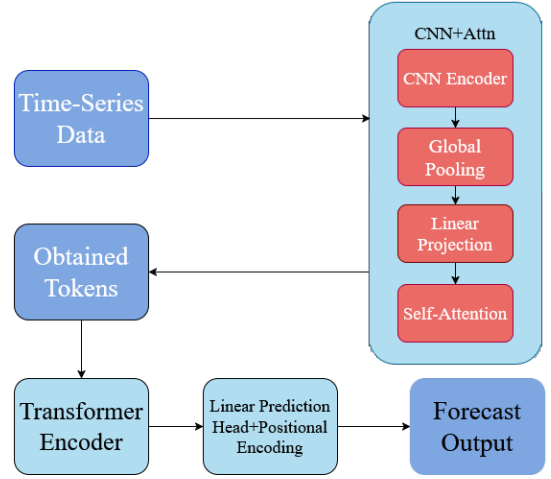 CNN+Attn
CNN Encoder
Time-Series
Data
Global
Pooling
Linear
Projection
Obtained
Tokens
Self-Attention
Transformer
Encoder
Linear Prediction
Head+Positional
Encoding
Forecast
Output